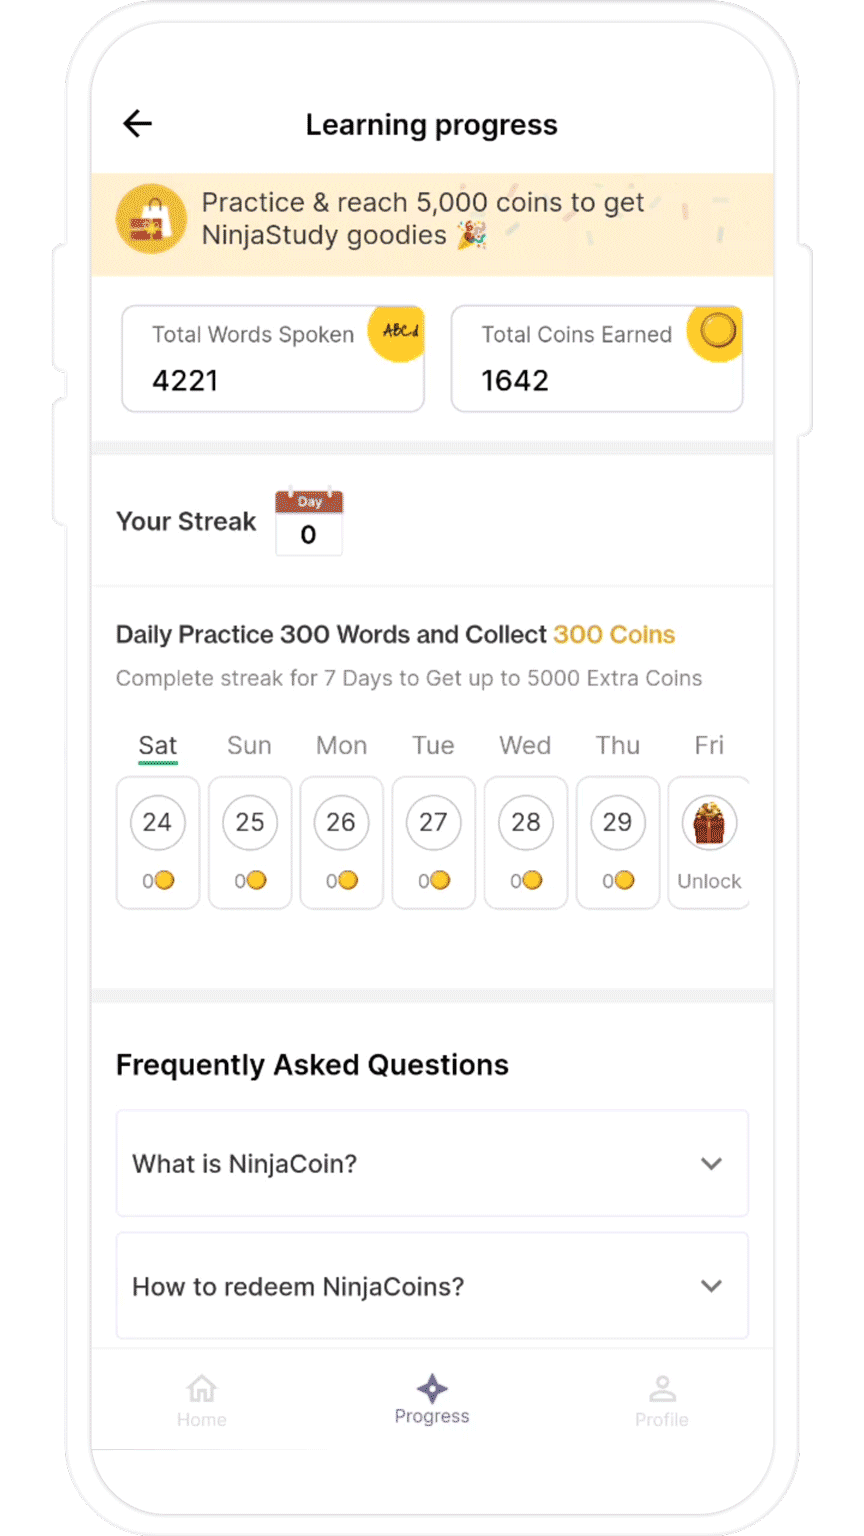 Learning progress
Practice & reach 5,000 coins to get
NinjaStudy goodies 🎉
Total Words Spoken
ABCd
4221
Total Coins Earned
1642
Your Streak
Day
0
Daily Practice 300 Words and Collect 300 Coins
Complete streak for 7 Days to Get up to 5000 Extra Coins
Sat Sun Mon Tue Wed Thu Fri
24 25 26 27 28 29
0 0 0 0 0 0 Unlock
Frequently Asked Questions
What is NinjaCoin?
How to redeem NinjaCoins?
Home Progress Profile